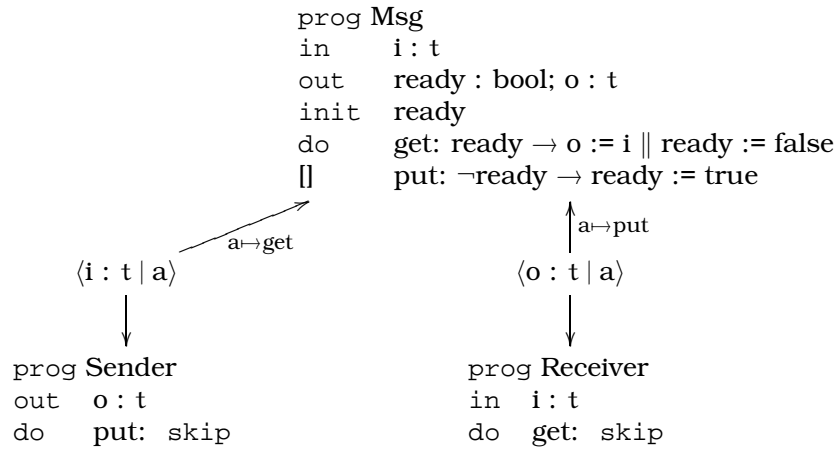 prog Msg
in i : t
out ready : bool; o : t
init ready
do get: ready → o := i ∥ ready := false
[] put: ¬ready → ready := true
a↦get
a↦put
⟨i : t | a⟩
⟨o : t | a⟩
prog Sender
out o : t
do put: skip
prog Receiver
in i : t
do get: skip